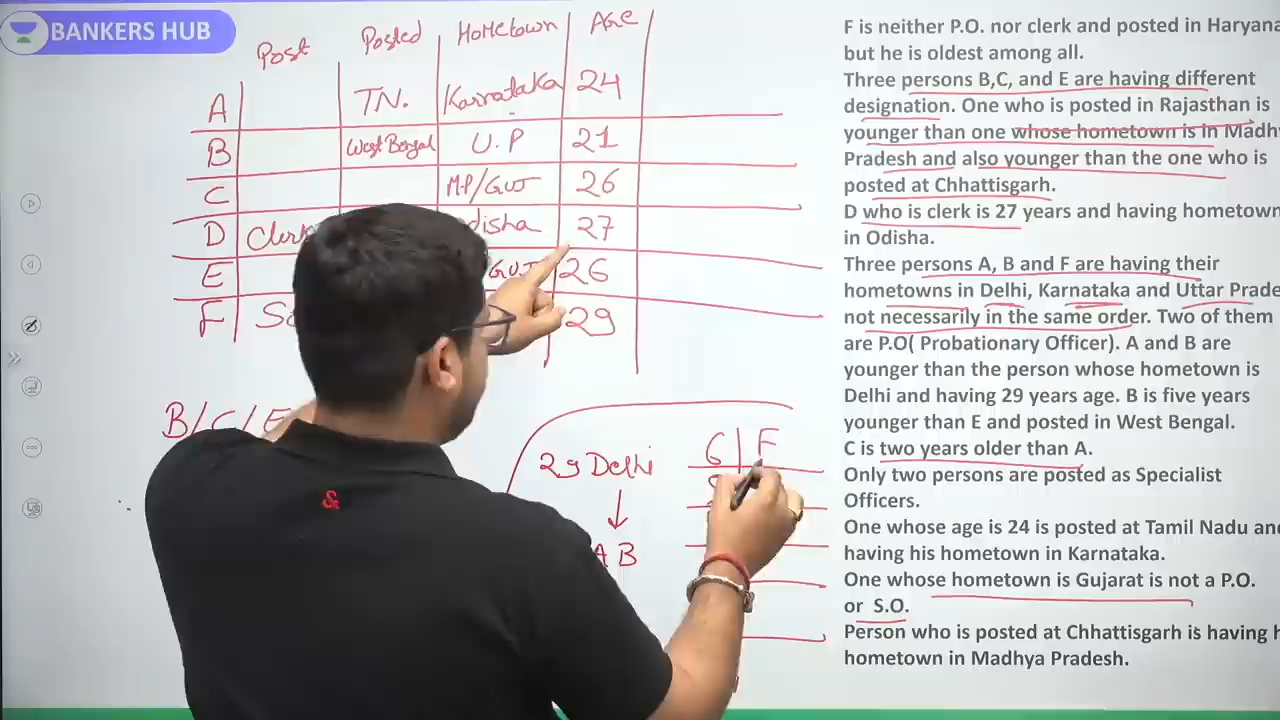 BANKERS HUB
Post Posted Hometown Age
A TN. Karnataka 24
B West Bengal U.P 21
C M.P/GUJ 26
D Clerk disha 27
E GUJ 26
F 29
B/C/E
29 Delhi
A B
6 F
F is neither P.O. nor clerk and posted in Haryana
but he is oldest among all.
Three persons B,C, and E are having different
designation. One who is posted in Rajasthan is
younger than one whose hometown is in Madhy
Pradesh and also younger than the one who is
posted at Chhattisgarh.
D who is clerk is 27 years and having hometown
in Odisha.
Three persons A, B and F are having their
hometowns in Delhi, Karnataka and Uttar Prade
not necessarily in the same order. Two of them
are P.O( Probationary Officer). A and B are
younger than the person whose hometown is
Delhi and having 29 years age. B is five years
younger than E and posted in West Bengal.
C is two years older than A.
Only two persons are posted as Specialist
Officers.
One whose age is 24 is posted at Tamil Nadu and
having his hometown in Karnataka.
One whose hometown is Gujarat is not a P.O.
or S.O.
Person who is posted at Chhattisgarh is having h
hometown in Madhya Pradesh.